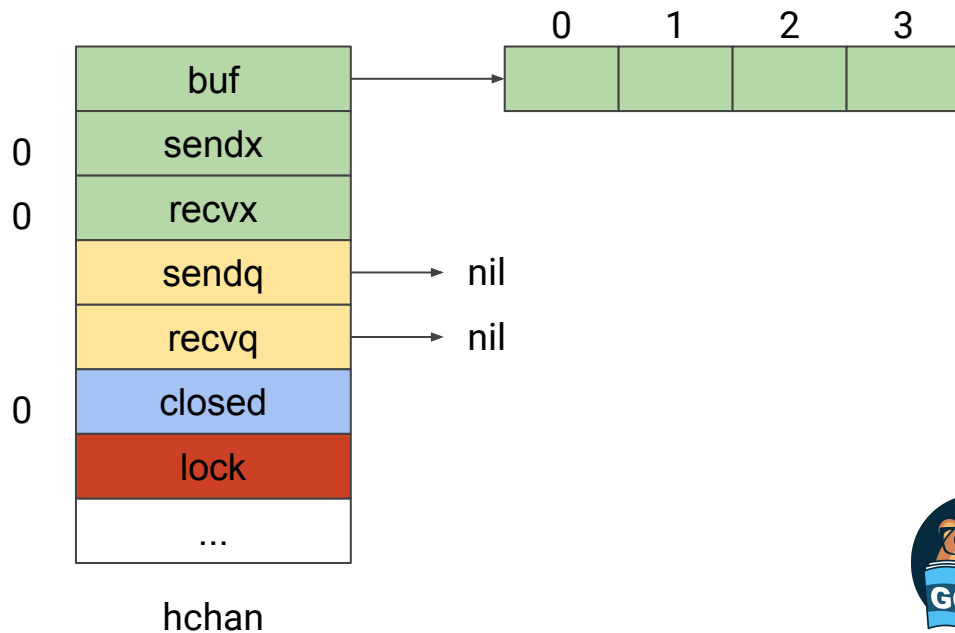 0 1 2 3
buf
0 sendx
0 recvx
sendq nil
recvq nil
0 closed
lock
...
hchan